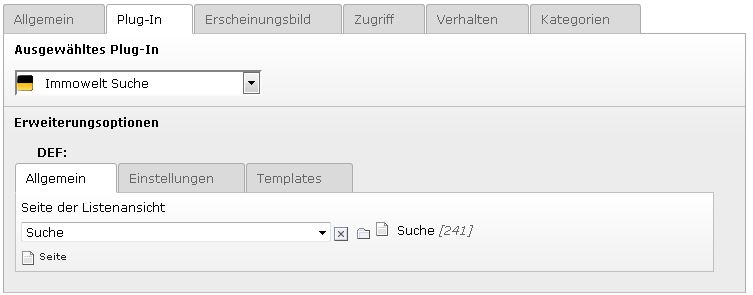 Allgemein Plug-In Erscheinungsbild Zugriff Verhalten Kategorien
Ausgewähltes Plug-In
Immowelt Suche
Erweiterungsoptionen
DEF:
Allgemein Einstellungen Templates
Seite der Listenansicht
Suche Suche [241]
Seite